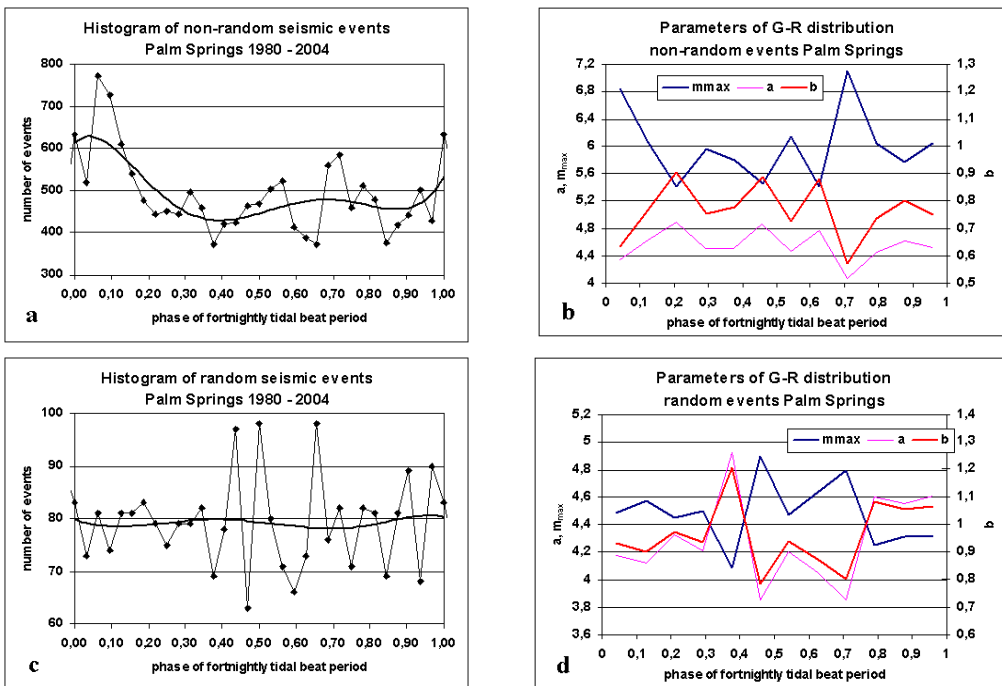 Histogram of non-random seismic events
Palm Springs 1980 - 2004
800
700
600
500
400
300
number of events
0,00 0,10 0,20 0,30 0,40 0,50 0,60 0,70 0,80 0,90 1,00
phase of fortnightly tidal beat period
a
Parameters of G-R distribution
non-random events Palm Springs
mmax a b
7,2
6,8
6,4
6
5,6
5,2
4,8
4,4
4
a, mmax
1,3
1,2
1,1
1
0,9
0,8
0,7
0,6
0,5
b
0 0,1 0,2 0,3 0,4 0,5 0,6 0,7 0,8 0,9 1
phase of fortnightly tidal beat period
b
Histogram of random seismic events
Palm Springs 1980 - 2004
100
90
80
70
60
number of events
0,00 0,10 0,20 0,30 0,40 0,50 0,60 0,70 0,80 0,90 1,00
phase of fortnightly tidal beat period
c
Parameters of G-R distribution
random events Palm Springs
mmax a b
5,2
5
4,8
4,6
4,4
4,2
4
3,8
3,6
a, mmax
1,4
1,3
1,2
1,1
1
0,9
0,8
0,7
0,6
b
0 0,1 0,2 0,3 0,4 0,5 0,6 0,7 0,8 0,9 1
phase of fortnightly tidal beat period
d